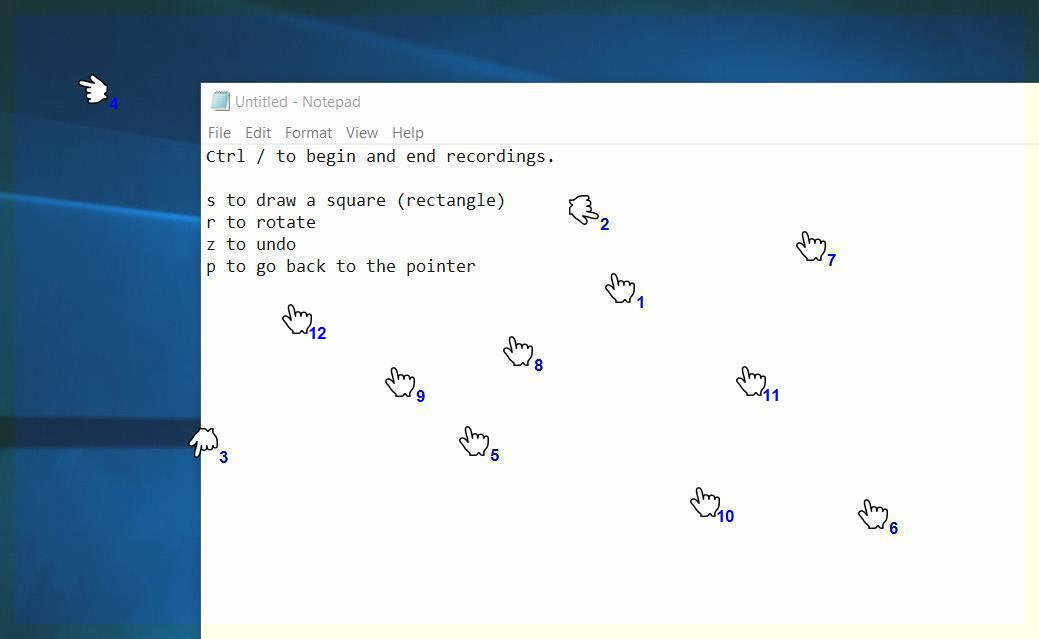 Untitled - Notepad
File Edit Format View Help
Ctrl / to begin and end recordings.
s to draw a square (rectangle)
r to rotate
z to undo
p to go back to the pointer
4
2
7
1
12
8
9
11
3
5
10
6